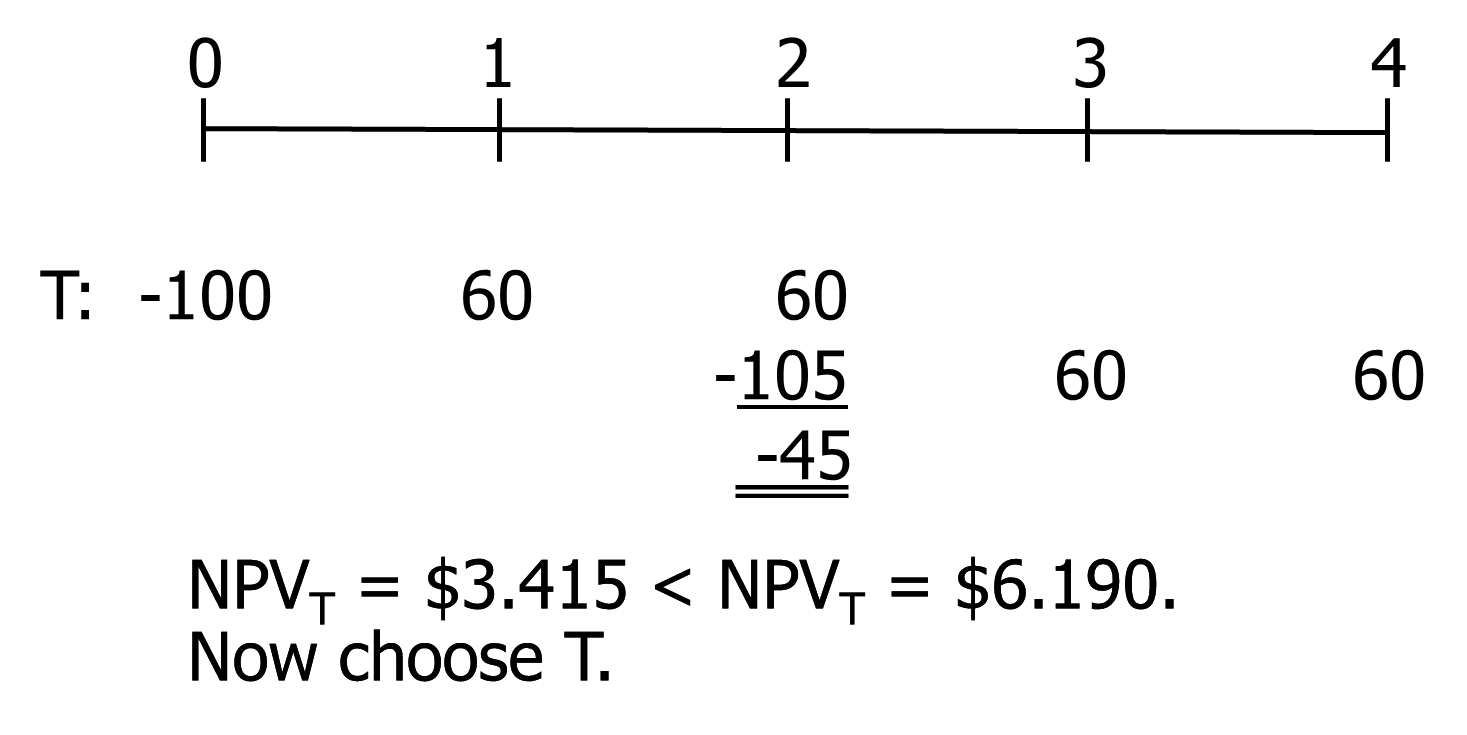 0 1 2 3 4
T: -100 60 60
-105 60 60
-45
NPVT = $3.415 < NPVT = $6.190.
Now choose T.